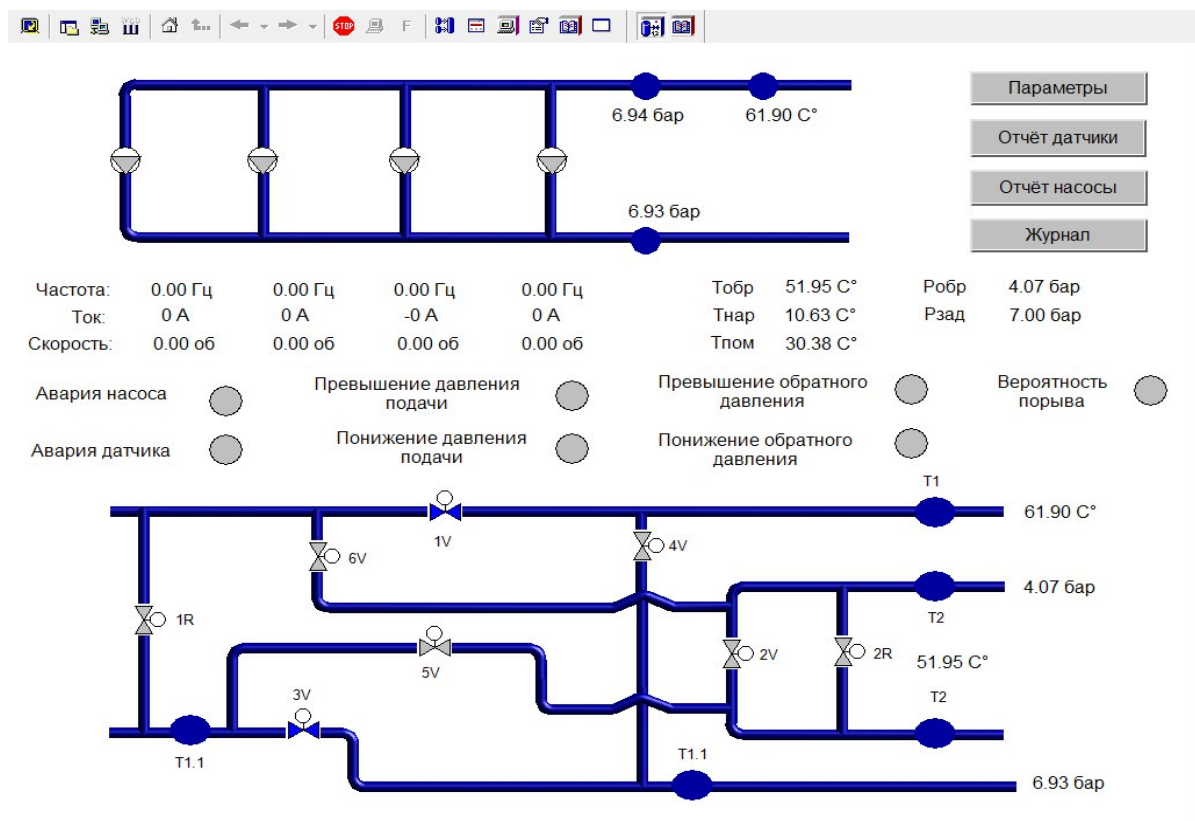 STOP
F
6.94 бар
61.90 C°
Параметры
Отчёт датчики
Отчёт насосы
Журнал
6.93 бар
Частота: 0.00 Гц 0.00 Гц 0.00 Гц 0.00 Гц Тобр 51.95 C° Робр 4.07 бар
Ток: 0 А 0 А -0 А 0 А Тнар 10.63 C° Рзад 7.00 бар
Скорость: 0.00 об 0.00 об 0.00 об 0.00 об Тпом 30.38 C°
Авария насоса
Превышение давления
подачи
Превышение обратного
давления
Вероятность
порыва
Авария датчика
Понижение давления
подачи
Понижение обратного
давления
T1
61.90 C°
1V
6V
4V
4.07 бар
T2
1R
5V
2V
2R
51.95 C°
3V
T2
T1.1
T1.1
6.93 бар